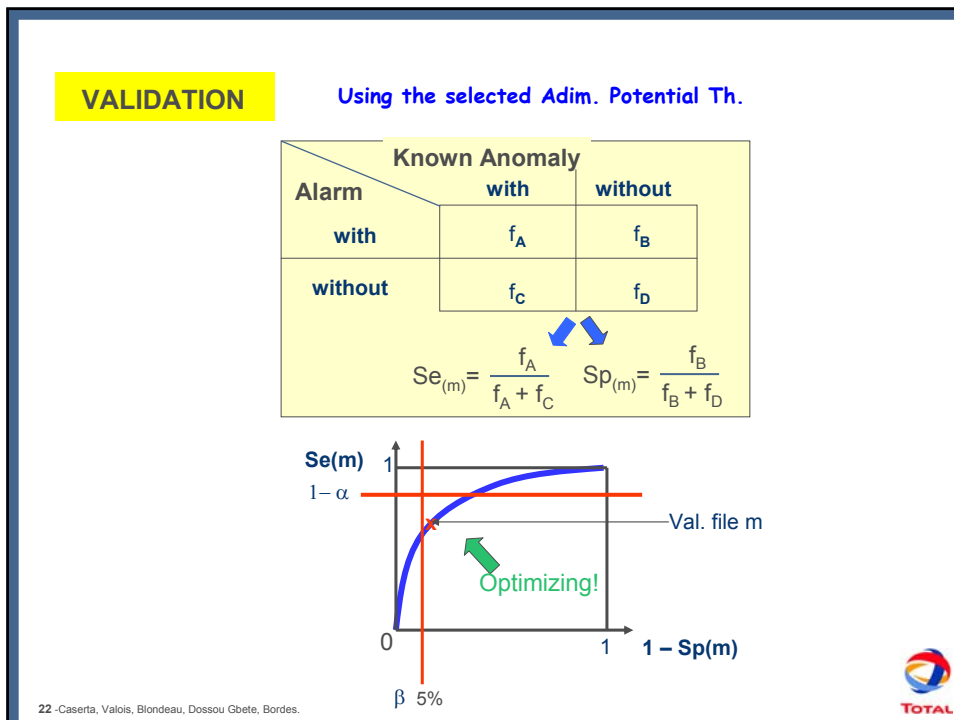 VALIDATION
Using the selected Adim. Potential Th.
Known Anomaly
Alarm
with without
with fA fB
without fC fD
Se(m)= fA / fA + fC Sp(m)= fB / fB + fD
Se(m) 1
1– α
Val. file m
Optimizing!
0 1 1 – Sp(m)
β 5%
22 -Caserta, Valois, Blondeau, Dossou Gbete, Bordes.
TOTAL